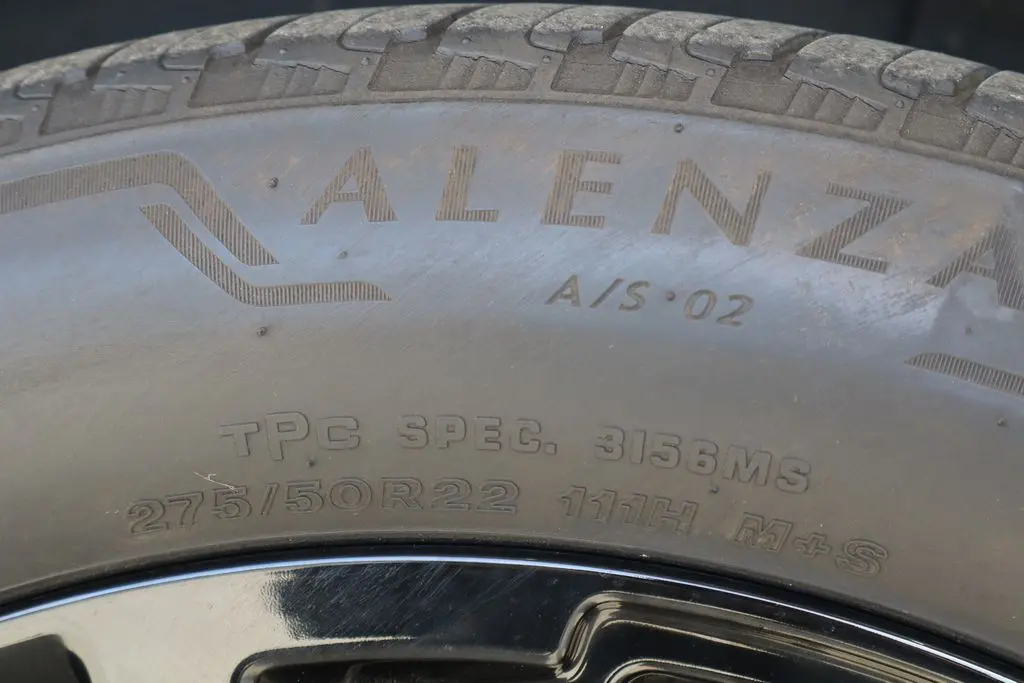 ALENZA
A/S • 02
TPC SPEC. 3156MS
275/50R22 111H M+S